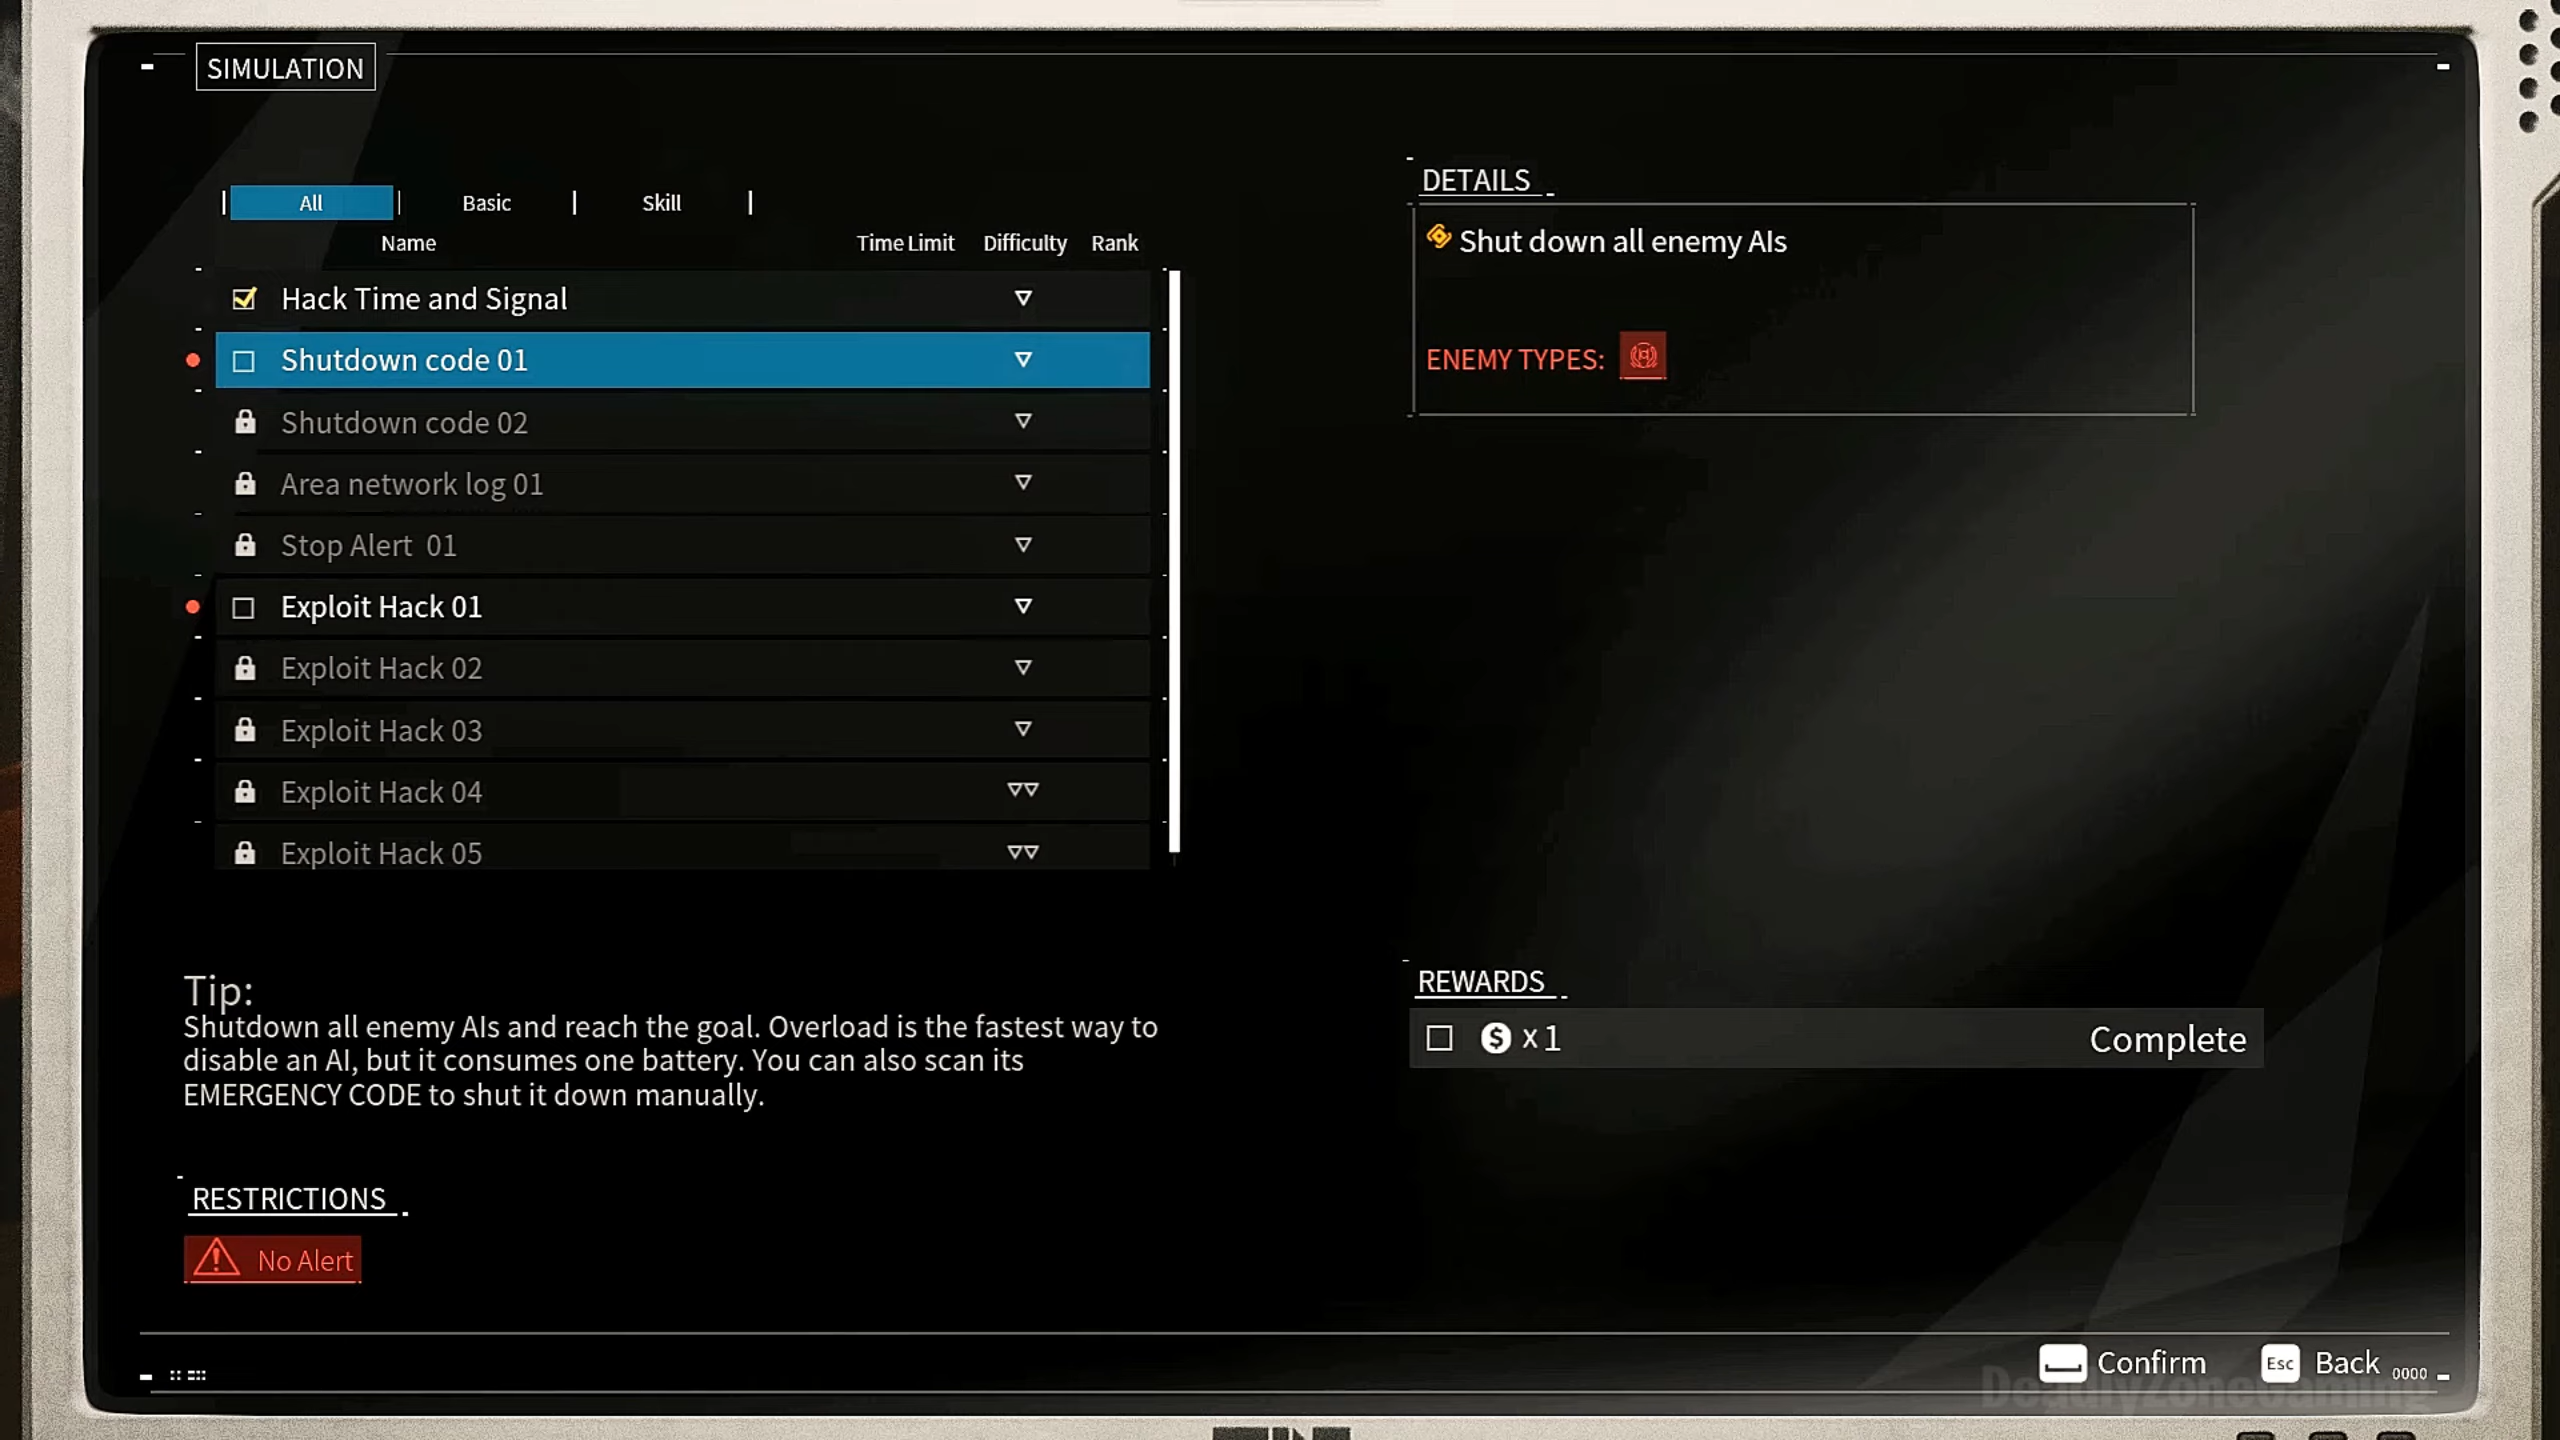 SIMULATION
All
Basic
Skill
Name
Time Limit
Difficulty
Rank
Hack Time and Signal
Shutdown code 01
Shutdown code 02
Area network log 01
Stop Alert 01
Exploit Hack 01
Exploit Hack 02
Exploit Hack 03
Exploit Hack 04
Exploit Hack 05
Tip:
Shutdown all enemy AIs and reach the goal. Overload is the fastest way to
disable an AI, but it consumes one battery. You can also scan its
EMERGENCY CODE to shut it down manually.
RESTRICTIONS
No Alert
DETAILS
Shut down all enemy AIs
ENEMY TYPES:
REWARDS
x 1
Complete
Confirm
Esc
Back
0000
DeadlyZoneGaming